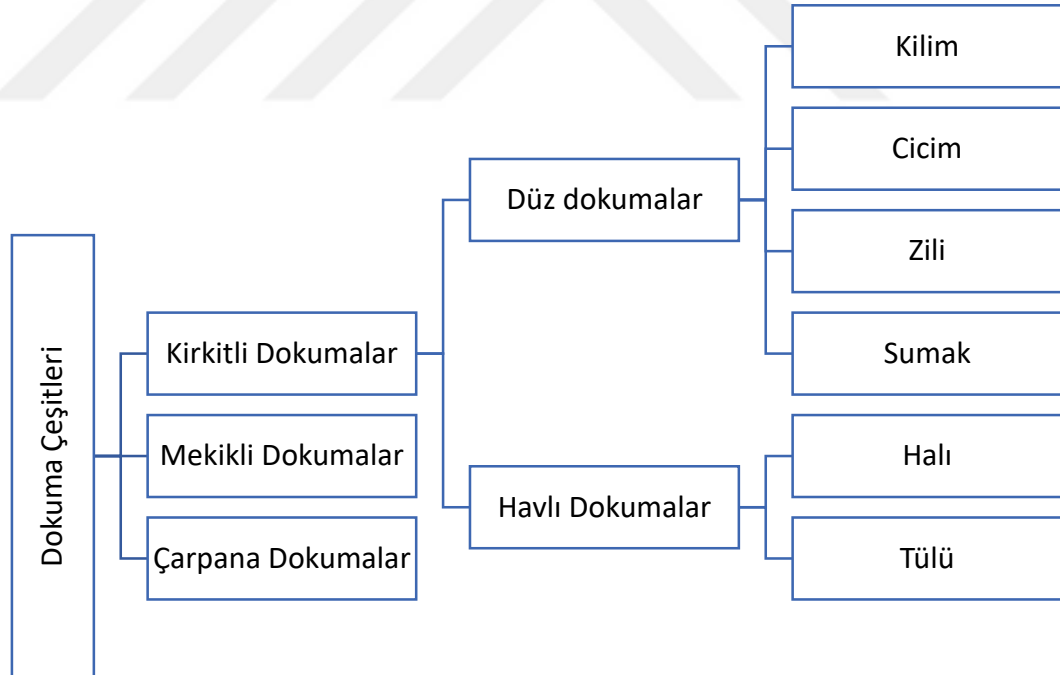 Dokuma Çeşitleri
Kirkitli Dokumalar
Mekikli Dokumalar
Çarpana Dokumalar
Düz dokumalar
Havlı Dokumalar
Kilim
Cicim
Zili
Sumak
Halı
Tülü